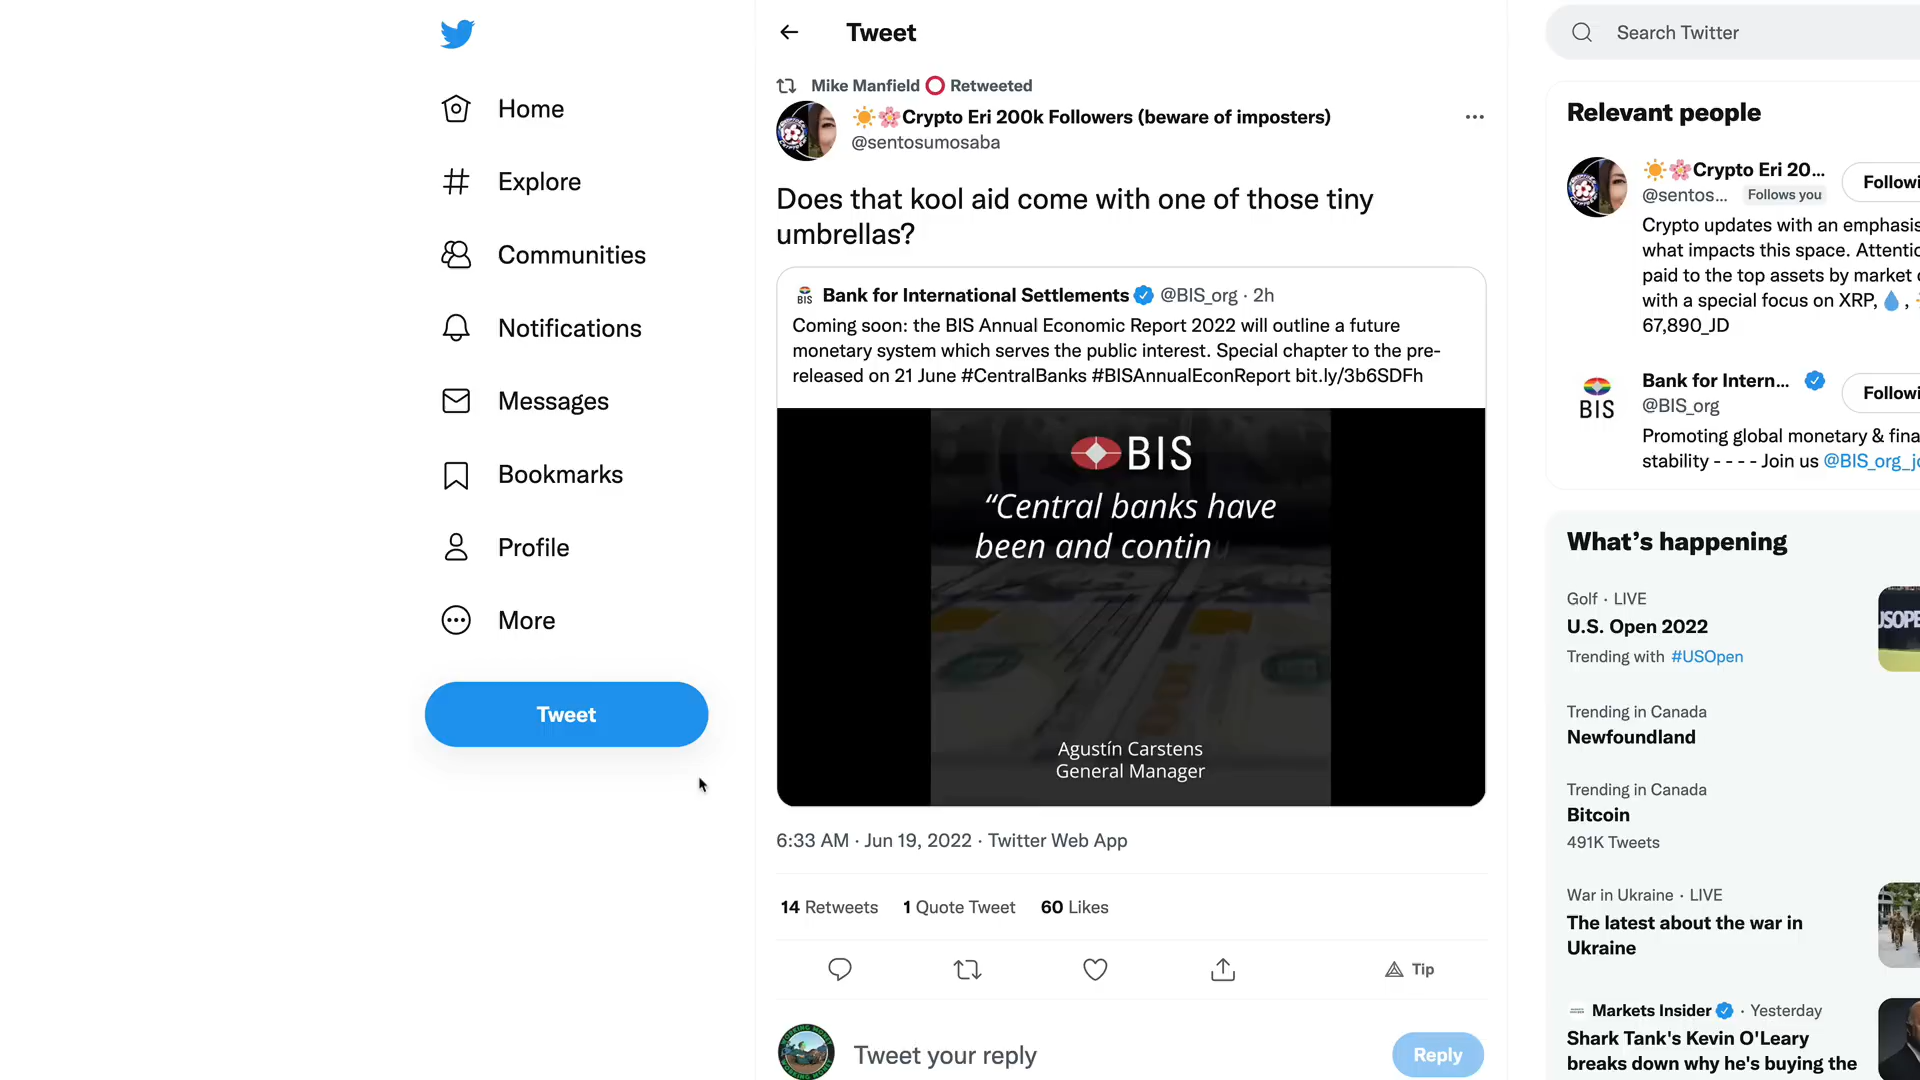 Home
Explore
Communities
Notifications
Messages
Bookmarks
Profile
More
Tweet
Tweet
Mike Manfield ⭕ Retweeted
☀️🌸Crypto Eri 200k Followers (beware of imposters)
@sentosumosaba
Does that kool aid come with one of those tiny
umbrellas?
BIS
Bank for International Settlements @BIS_org · 2h
Coming soon: the BIS Annual Economic Report 2022 will outline a future
monetary system which serves the public interest. Special chapter to the pre-
released on 21 June #CentralBanks #BISAnnualEconReport bit.ly/3b6SDFh
BIS
“Central banks have
been and continu
Agustín Carstens
General Manager
6:33 AM · Jun 19, 2022 · Twitter Web App
14 Retweets 1 Quote Tweet 60 Likes
Tip
Tweet your reply
Reply
Search Twitter
Relevant people
☀️🌸Crypto Eri 20...
@sentos... Follows you
Followi
Crypto updates with an emphasis
what impacts this space. Attentio
paid to the top assets by market c
with a special focus on XRP, 💧,
67,890_JD
BIS
Bank for Intern...
@BIS_org
Followi
Promoting global monetary & fina
stability - - - - Join us @BIS_org_jo
What’s happening
Golf · LIVE
U.S. Open 2022
Trending with #USOpen
USOPE
Trending in Canada
Newfoundland
Trending in Canada
Bitcoin
491K Tweets
War in Ukraine · LIVE
The latest about the war in
Ukraine
Markets Insider · Yesterday
Shark Tank's Kevin O'Leary
breaks down why he's buying the